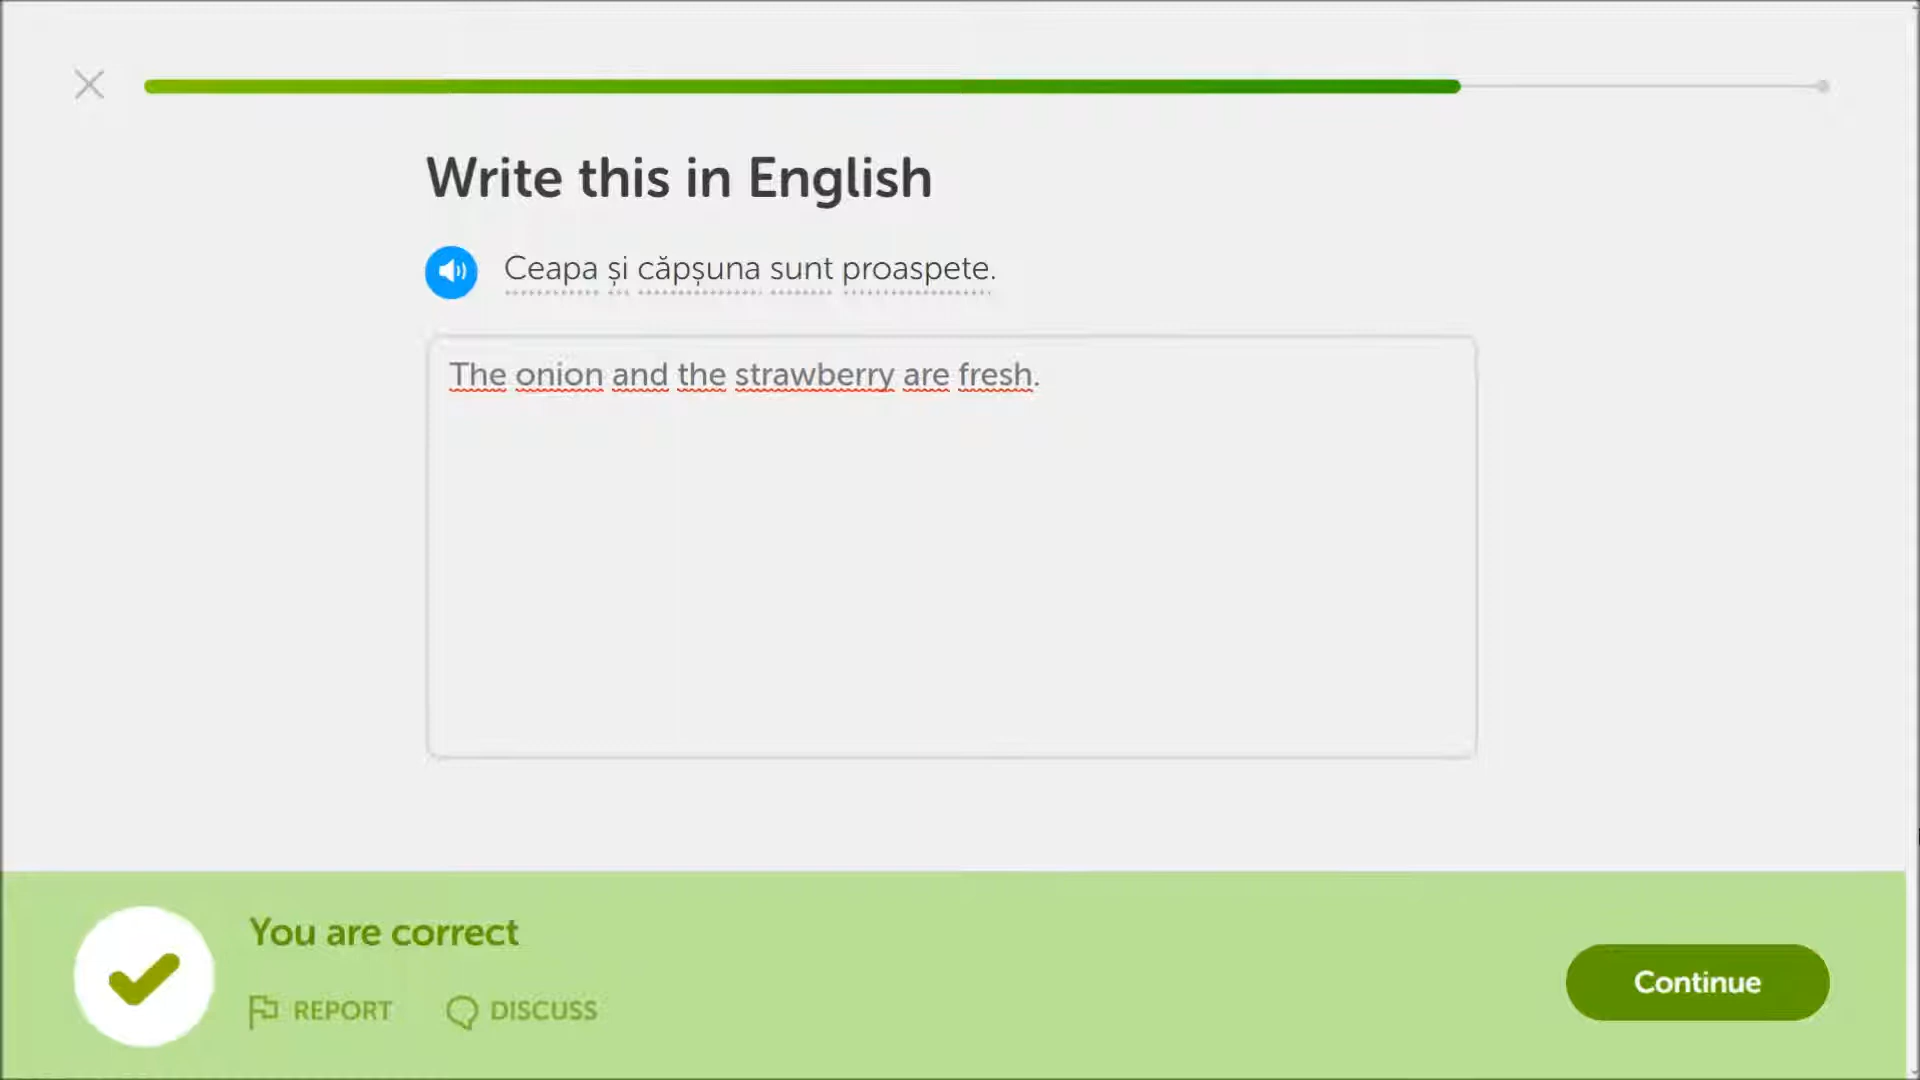 Write this in English
Ceapa și căpșuna sunt proaspete.
The onion and the strawberry are fresh.
You are correct
REPORT DISCUSS
Continue